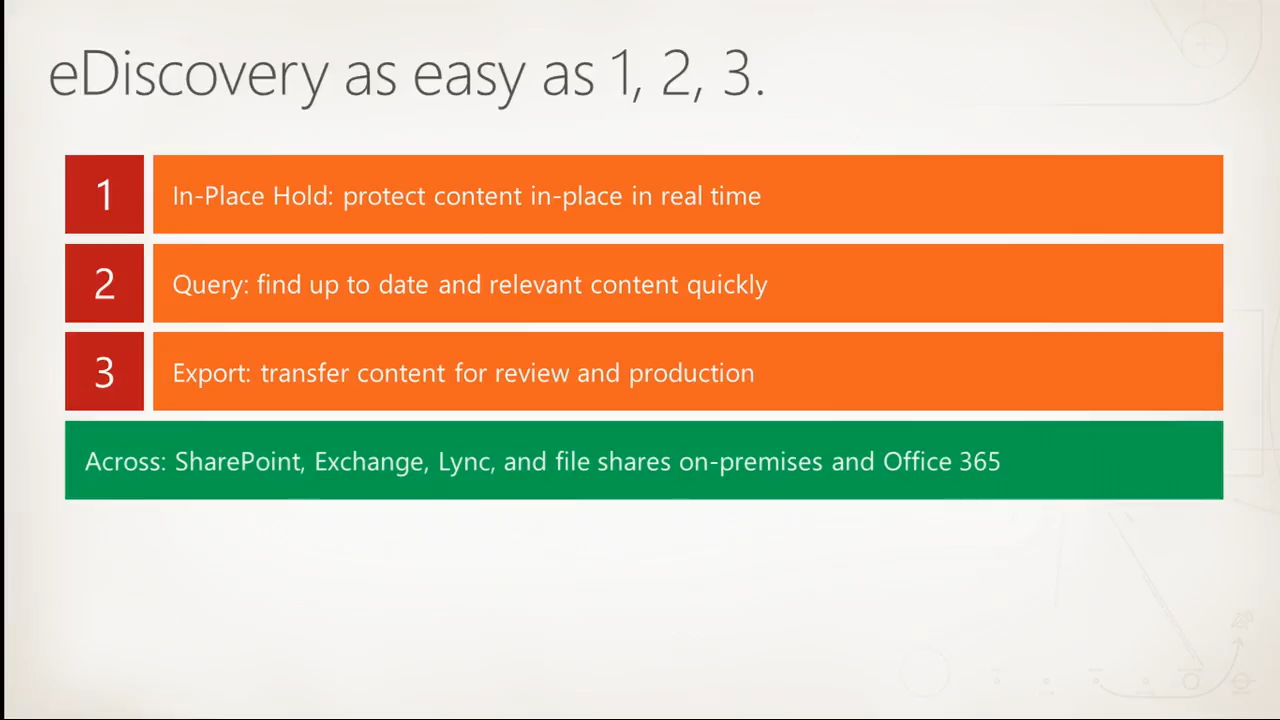 eDiscovery as easy as 1, 2, 3.
1
In-Place Hold: protect content in-place in real time
2
Query: find up to date and relevant content quickly
3
Export: transfer content for review and production
Across: SharePoint, Exchange, Lync, and file shares on-premises and Office 365